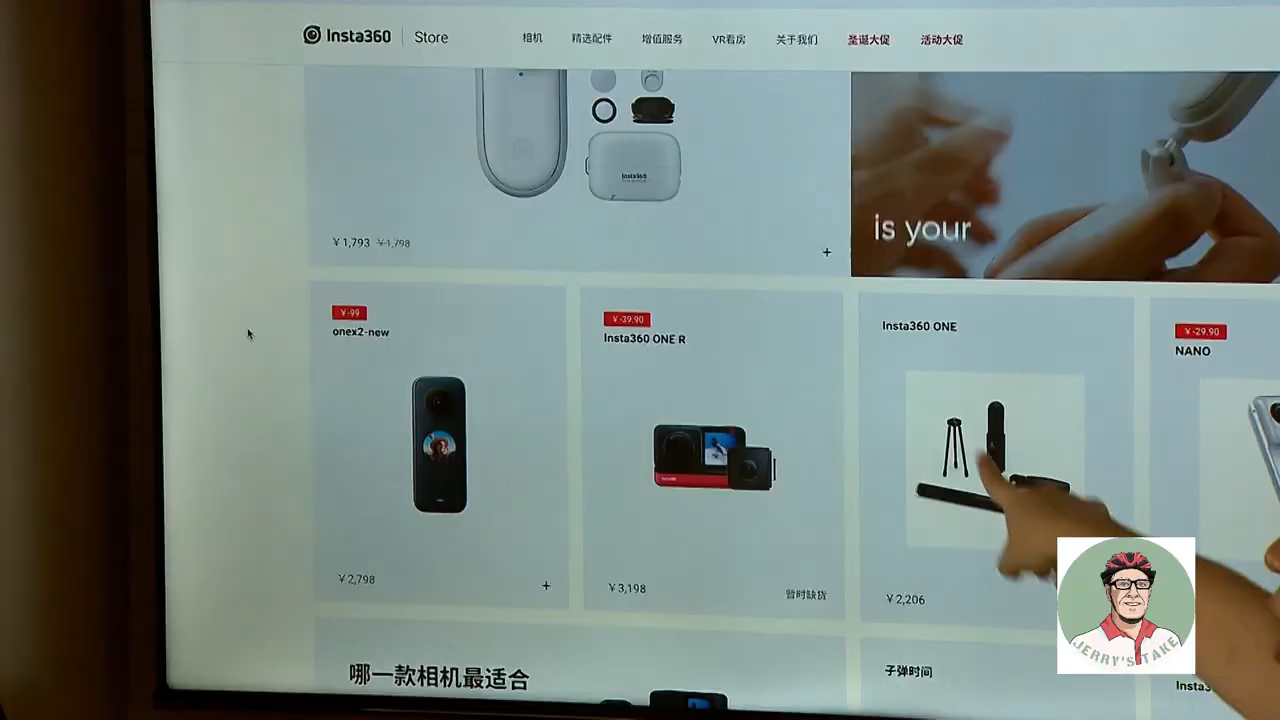 Insta360 Store 相机 精选配件 增值服务 VR看房 关于我们 圣诞大促 活动大促
Insta360
is your
¥1,793 ¥1,798
+
¥-99
onex2-new
¥-39.90
Insta360 ONE R
Insta360 ONE
¥-29.90
NANO
¥2,798
+
¥3,198
暂时缺货
¥2,206
哪一款相机最适合
子弹时间
Insta3
JERRY'S TAKE